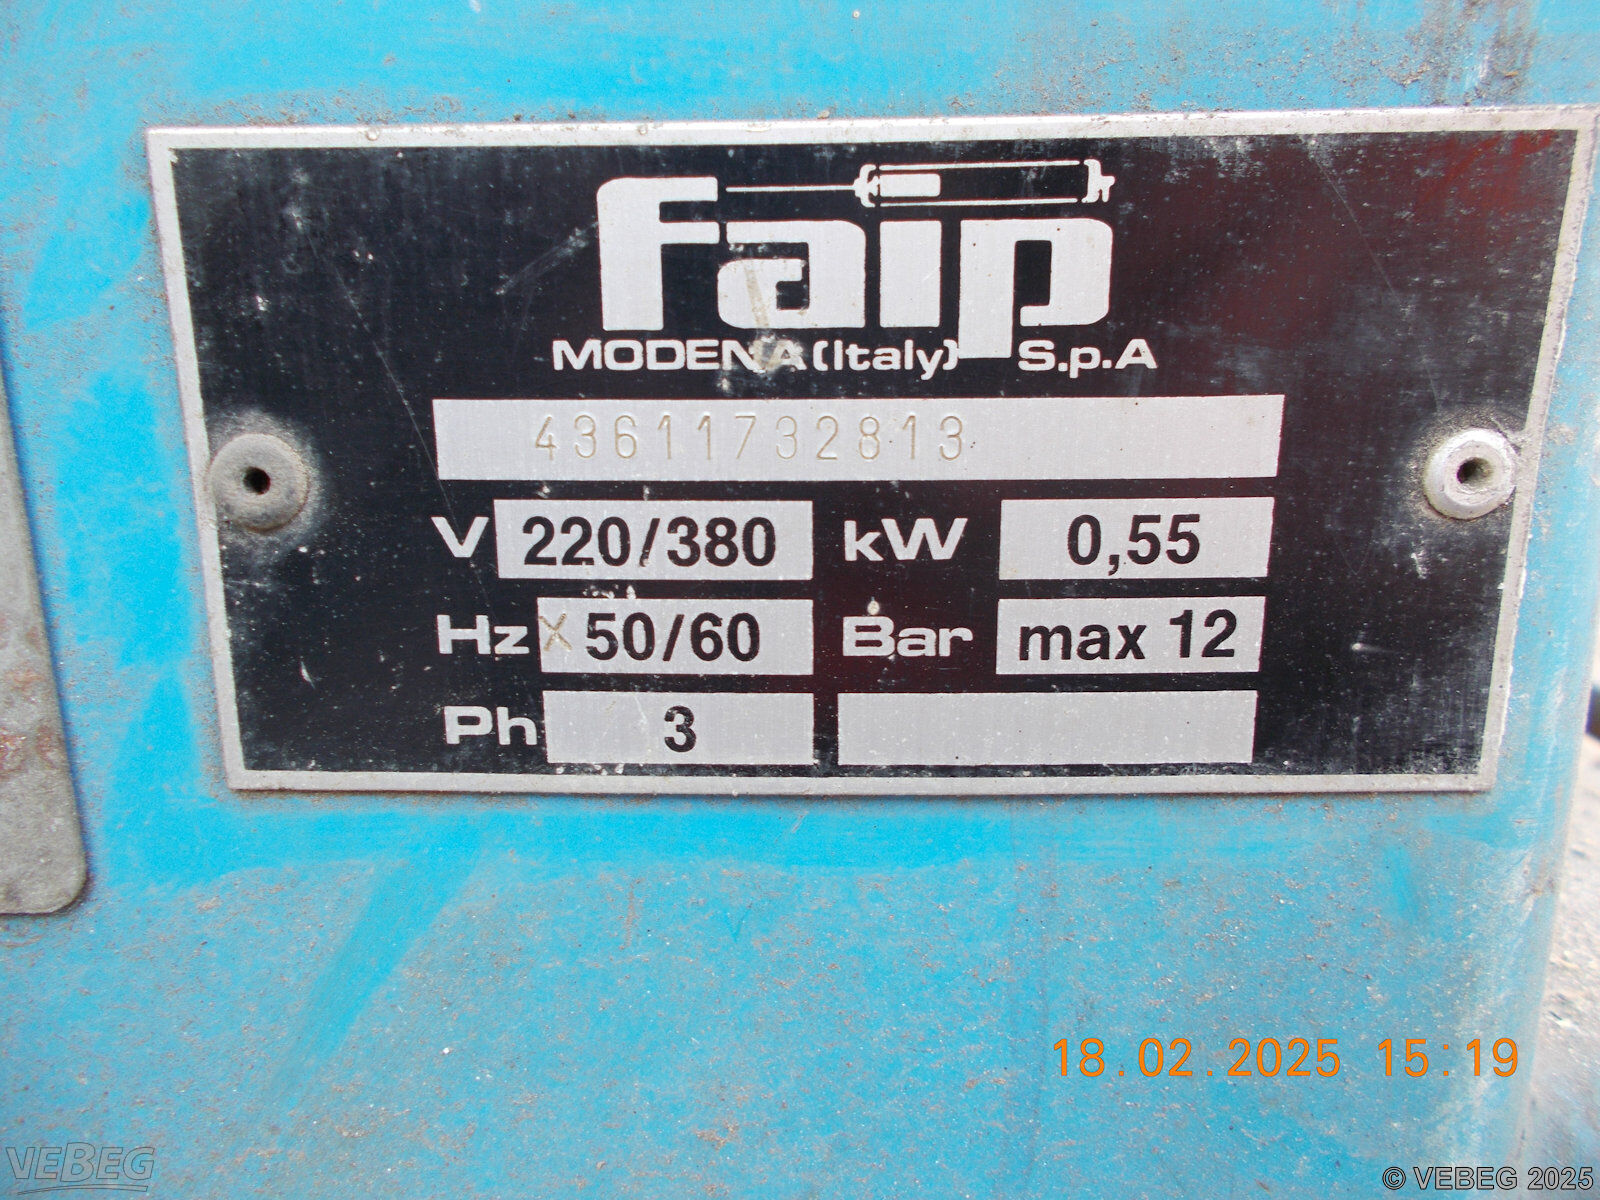 faip
MODENA (Italy) S.p.A
43611732813
V 220/380 kW 0,55
Hz X 50/60 Bar max 12
Ph 3
18.02.2025 15:19
VEBEG
© VEBEG 2025